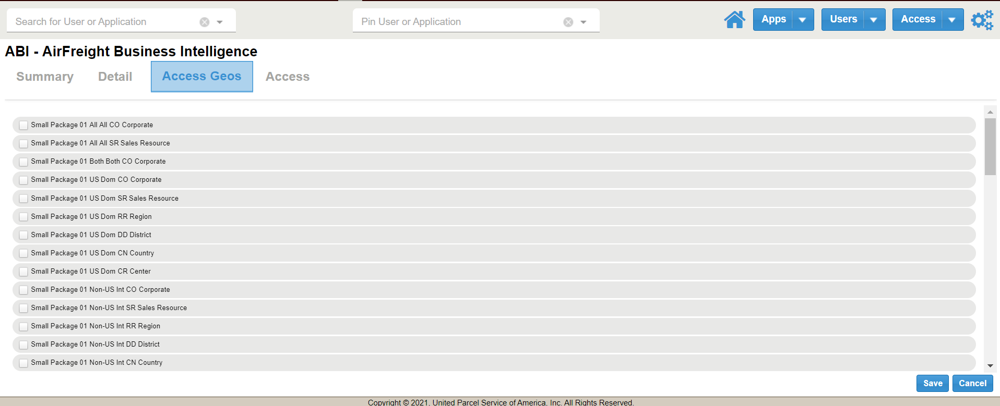 Search for User or Application
Pin User or Application
Apps
Users
Access
ABI - AirFreight Business Intelligence
Summary
Detail
Access Geos
Access
Small Package 01 All All CO Corporate
Small Package 01 All All SR Sales Resource
Small Package 01 Both Both CO Corporate
Small Package 01 US Dom CO Corporate
Small Package 01 US Dom SR Sales Resource
Small Package 01 US Dom RR Region
Small Package 01 US Dom DD District
Small Package 01 US Dom CN Country
Small Package 01 US Dom CR Center
Small Package 01 Non-US Int CO Corporate
Small Package 01 Non-US Int SR Sales Resource
Small Package 01 Non-US Int RR Region
Small Package 01 Non-US Int DD District
Small Package 01 Non-US Int CN Country
Save
Cancel
Copyright © 2021, United Parcel Service of America, Inc. All Rights Reserved.